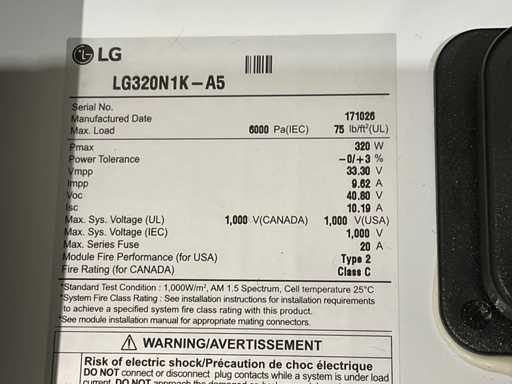 LG
LG320N1K-A5
Serial No.
Manufactured Date 171026
Max. Load 6000 Pa(IEC) 75 lb/ft²(UL)
Pmax 320 W
Power Tolerance -0/+3 %
Vmpp 33.30 V
Impp 9.62 A
Voc 40.80 V
Isc 10.19 A
Max. Sys. Voltage (UL) 1,000 V(CANADA) 1,000 V(USA)
Max. Sys. Voltage (IEC) 1,000 V
Max. Series Fuse 20 A
Module Fire Performance (for USA) Type 2
Fire Rating (for CANADA) Class C
*Standard Test Condition : 1,000W/m², AM 1.5 Spectrum, Cell temperature 25°C
*System Fire Class Rating : See installation instructions for installation requirements
to achieve a specified system fire class rating with this product.
*See module installation manual for appropriate mating connectors.
⚠ WARNING/AVERTISSEMENT
Risk of electric shock/Précaution de choc électrique
DO NOT connect or disconnect plug contacts while a system is under load
current. DO NOT approach the damaged